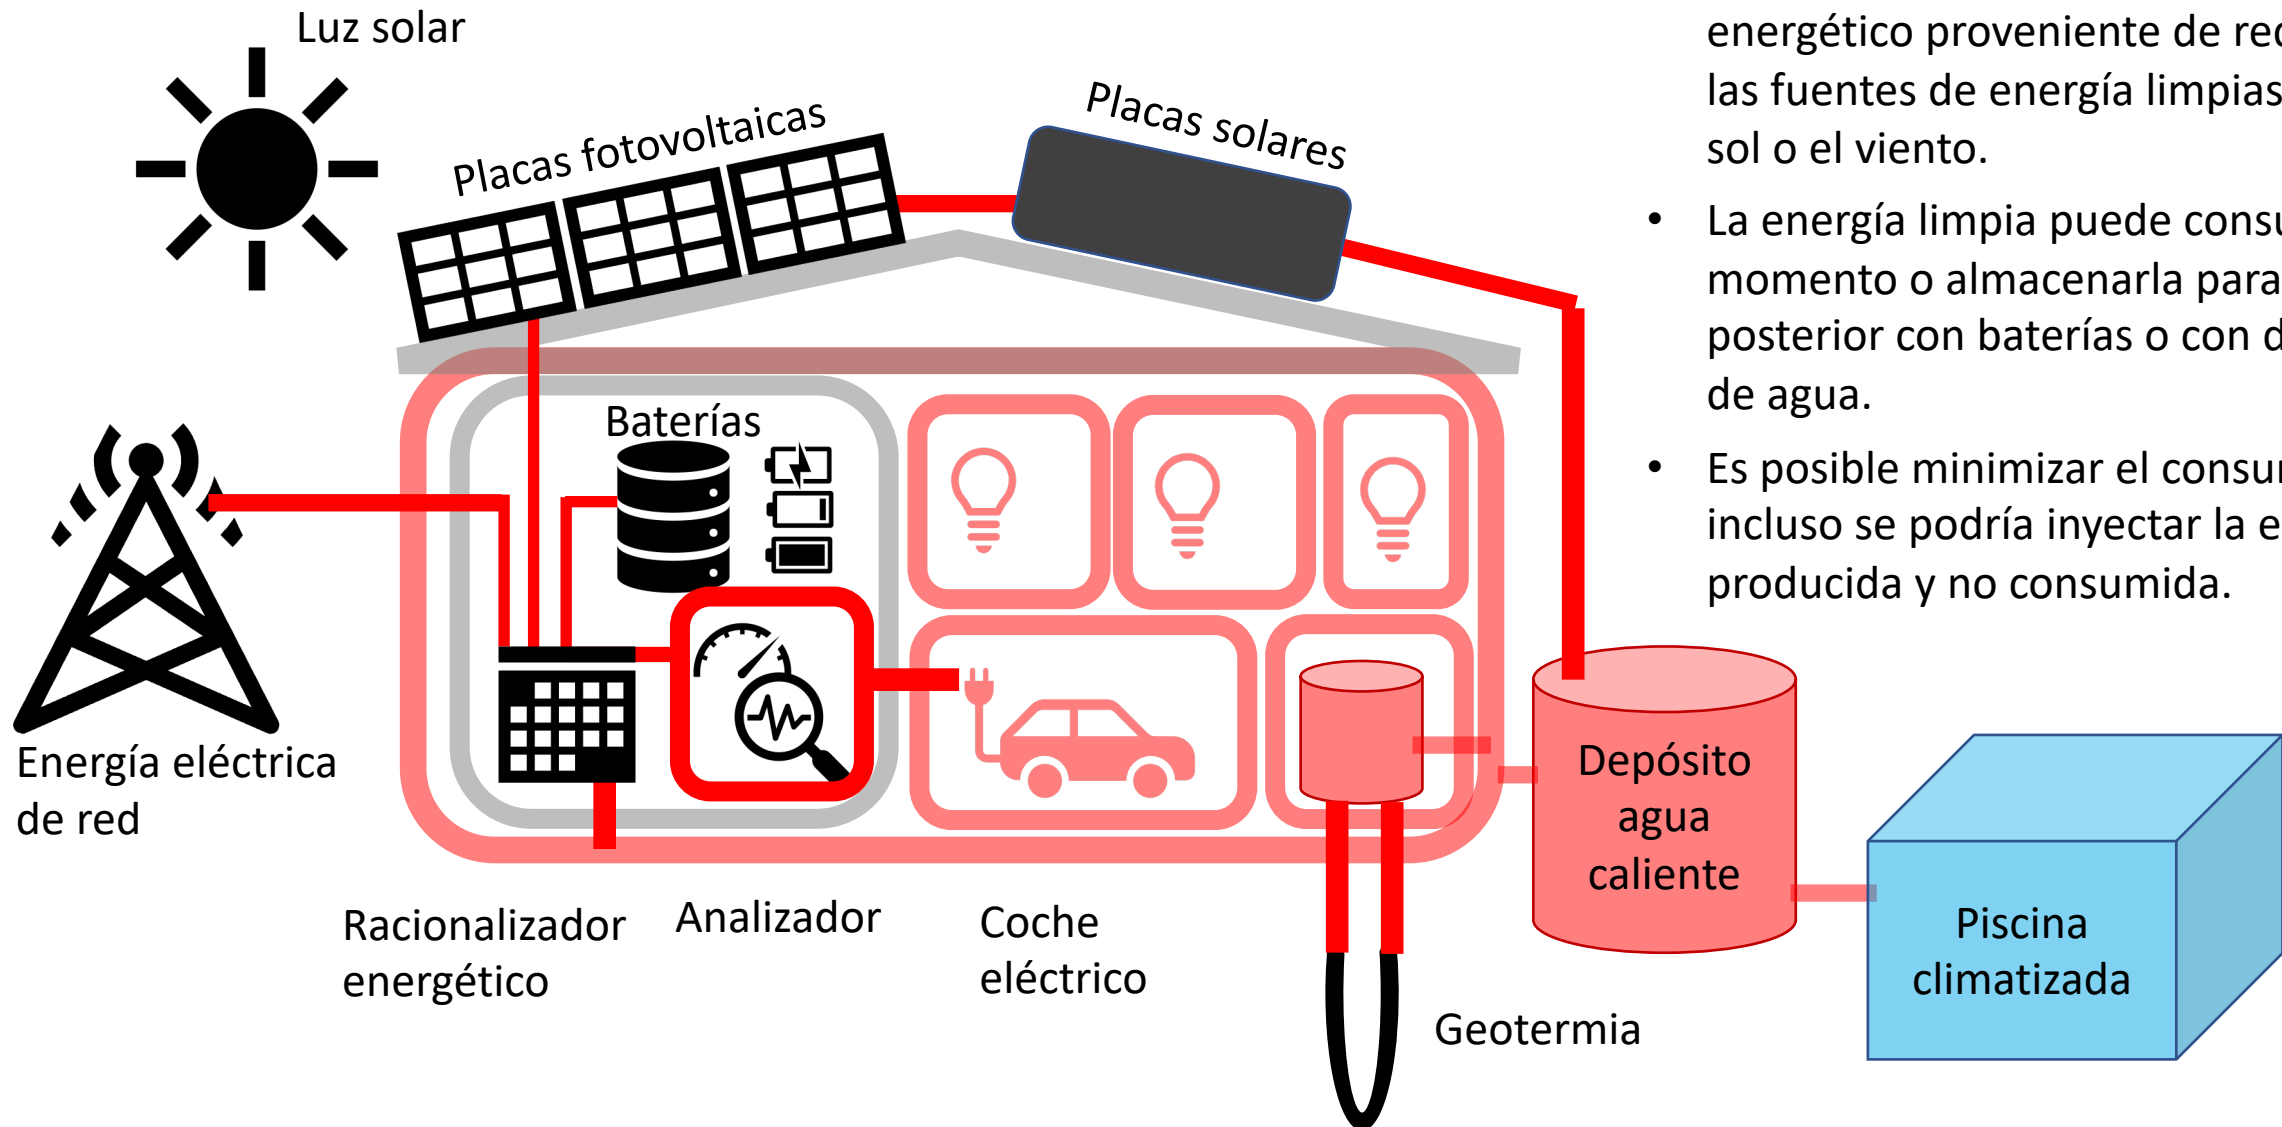 Luz solar
Placas fotovoltaicas
Placas solares
energético proveniente de
las fuentes de energía limpias
sol o el viento.
• La energía limpia puede
momento o almacenarla para
posterior con baterías o con
de agua.
• Es posible minimizar el
incluso se podría inyectar la
producida y no consumida.
Baterías
Energía eléctrica
de red
Racionalizador
energético
Analizador
Coche
eléctrico
Geotermia
Depósito
agua
caliente
Piscina
climatizada